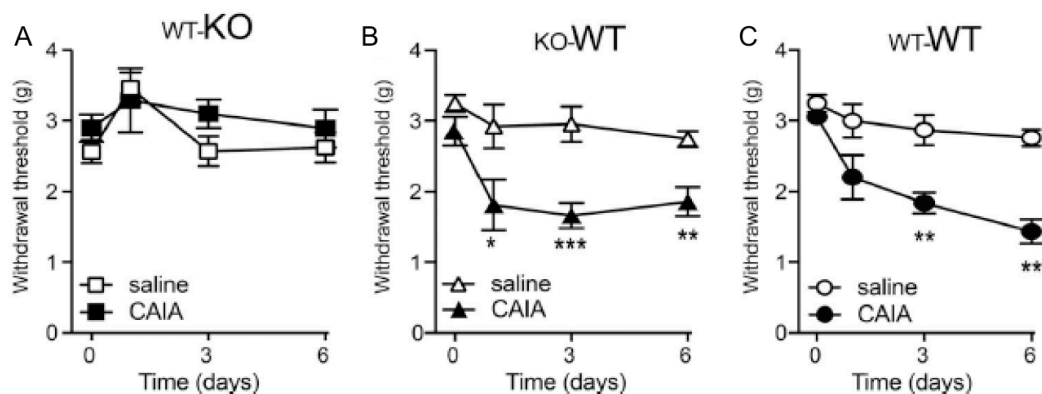 A
WT-KO
Withdrawal threshold (g)
4
3
2
1
0
saline
CAIA
0
3
6
Time (days)
B
KO-WT
Withdrawal threshold (g)
4
3
2
1
0
*
***
**
saline
CAIA
0
3
6
Time (days)
C
WT-WT
Withdrawal threshold (g)
4
3
2
1
0
**
**
saline
CAIA
0
3
6
Time (days)